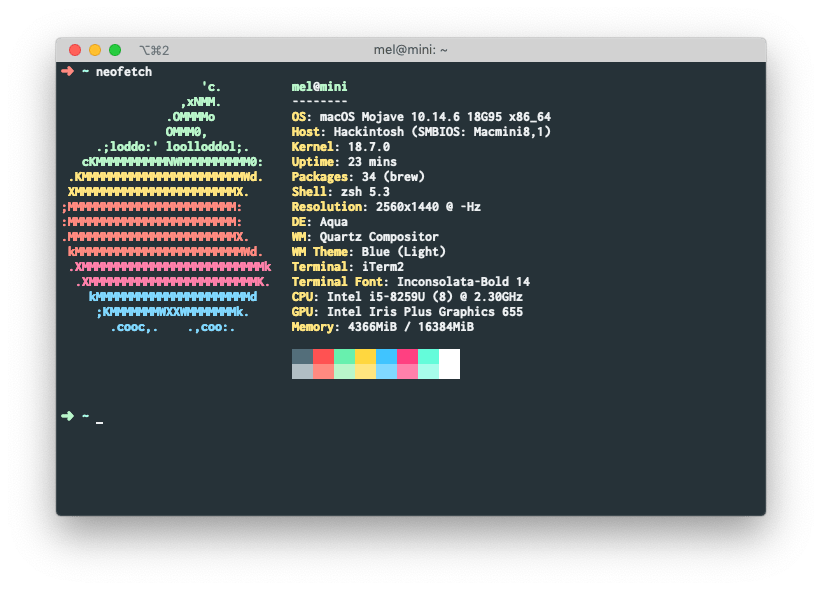 ⌥⌘2 mel@mini: ~
➜ ~ neofetch
'c.
,xNMM.
.OMMMMo
OMMM0,
.;loddo:' loolloddol;.
cKMMMMMMMMMMNWMMMMMMMMMM0:
.KMMMMMMMMMMMMMMMMMMMMMMMWd.
XMMMMMMMMMMMMMMMMMMMMMMMX.
;MMMMMMMMMMMMMMMMMMMMMMMM:
:MMMMMMMMMMMMMMMMMMMMMMMM:
.MMMMMMMMMMMMMMMMMMMMMMMMX.
kMMMMMMMMMMMMMMMMMMMMMMMMWd.
.XMMMMMMMMMMMMMMMMMMMMMMMMMMk
.XMMMMMMMMMMMMMMMMMMMMMMMMK.
kMMMMMMMMMMMMMMMMMMMMMMd
;KMMMMMMMWXXWMMMMMMMk.
.cooc,. .,coo:.
mel@mini
--------
OS: macOS Mojave 10.14.6 18G95 x86_64
Host: Hackintosh (SMBIOS: Macmini8,1)
Kernel: 18.7.0
Uptime: 23 mins
Packages: 34 (brew)
Shell: zsh 5.3
Resolution: 2560x1440 @ -Hz
DE: Aqua
WM: Quartz Compositor
WM Theme: Blue (Light)
Terminal: iTerm2
Terminal Font: Inconsolata-Bold 14
CPU: Intel i5-8259U (8) @ 2.30GHz
GPU: Intel Iris Plus Graphics 655
Memory: 4366MiB / 16384MiB
➜ ~ _